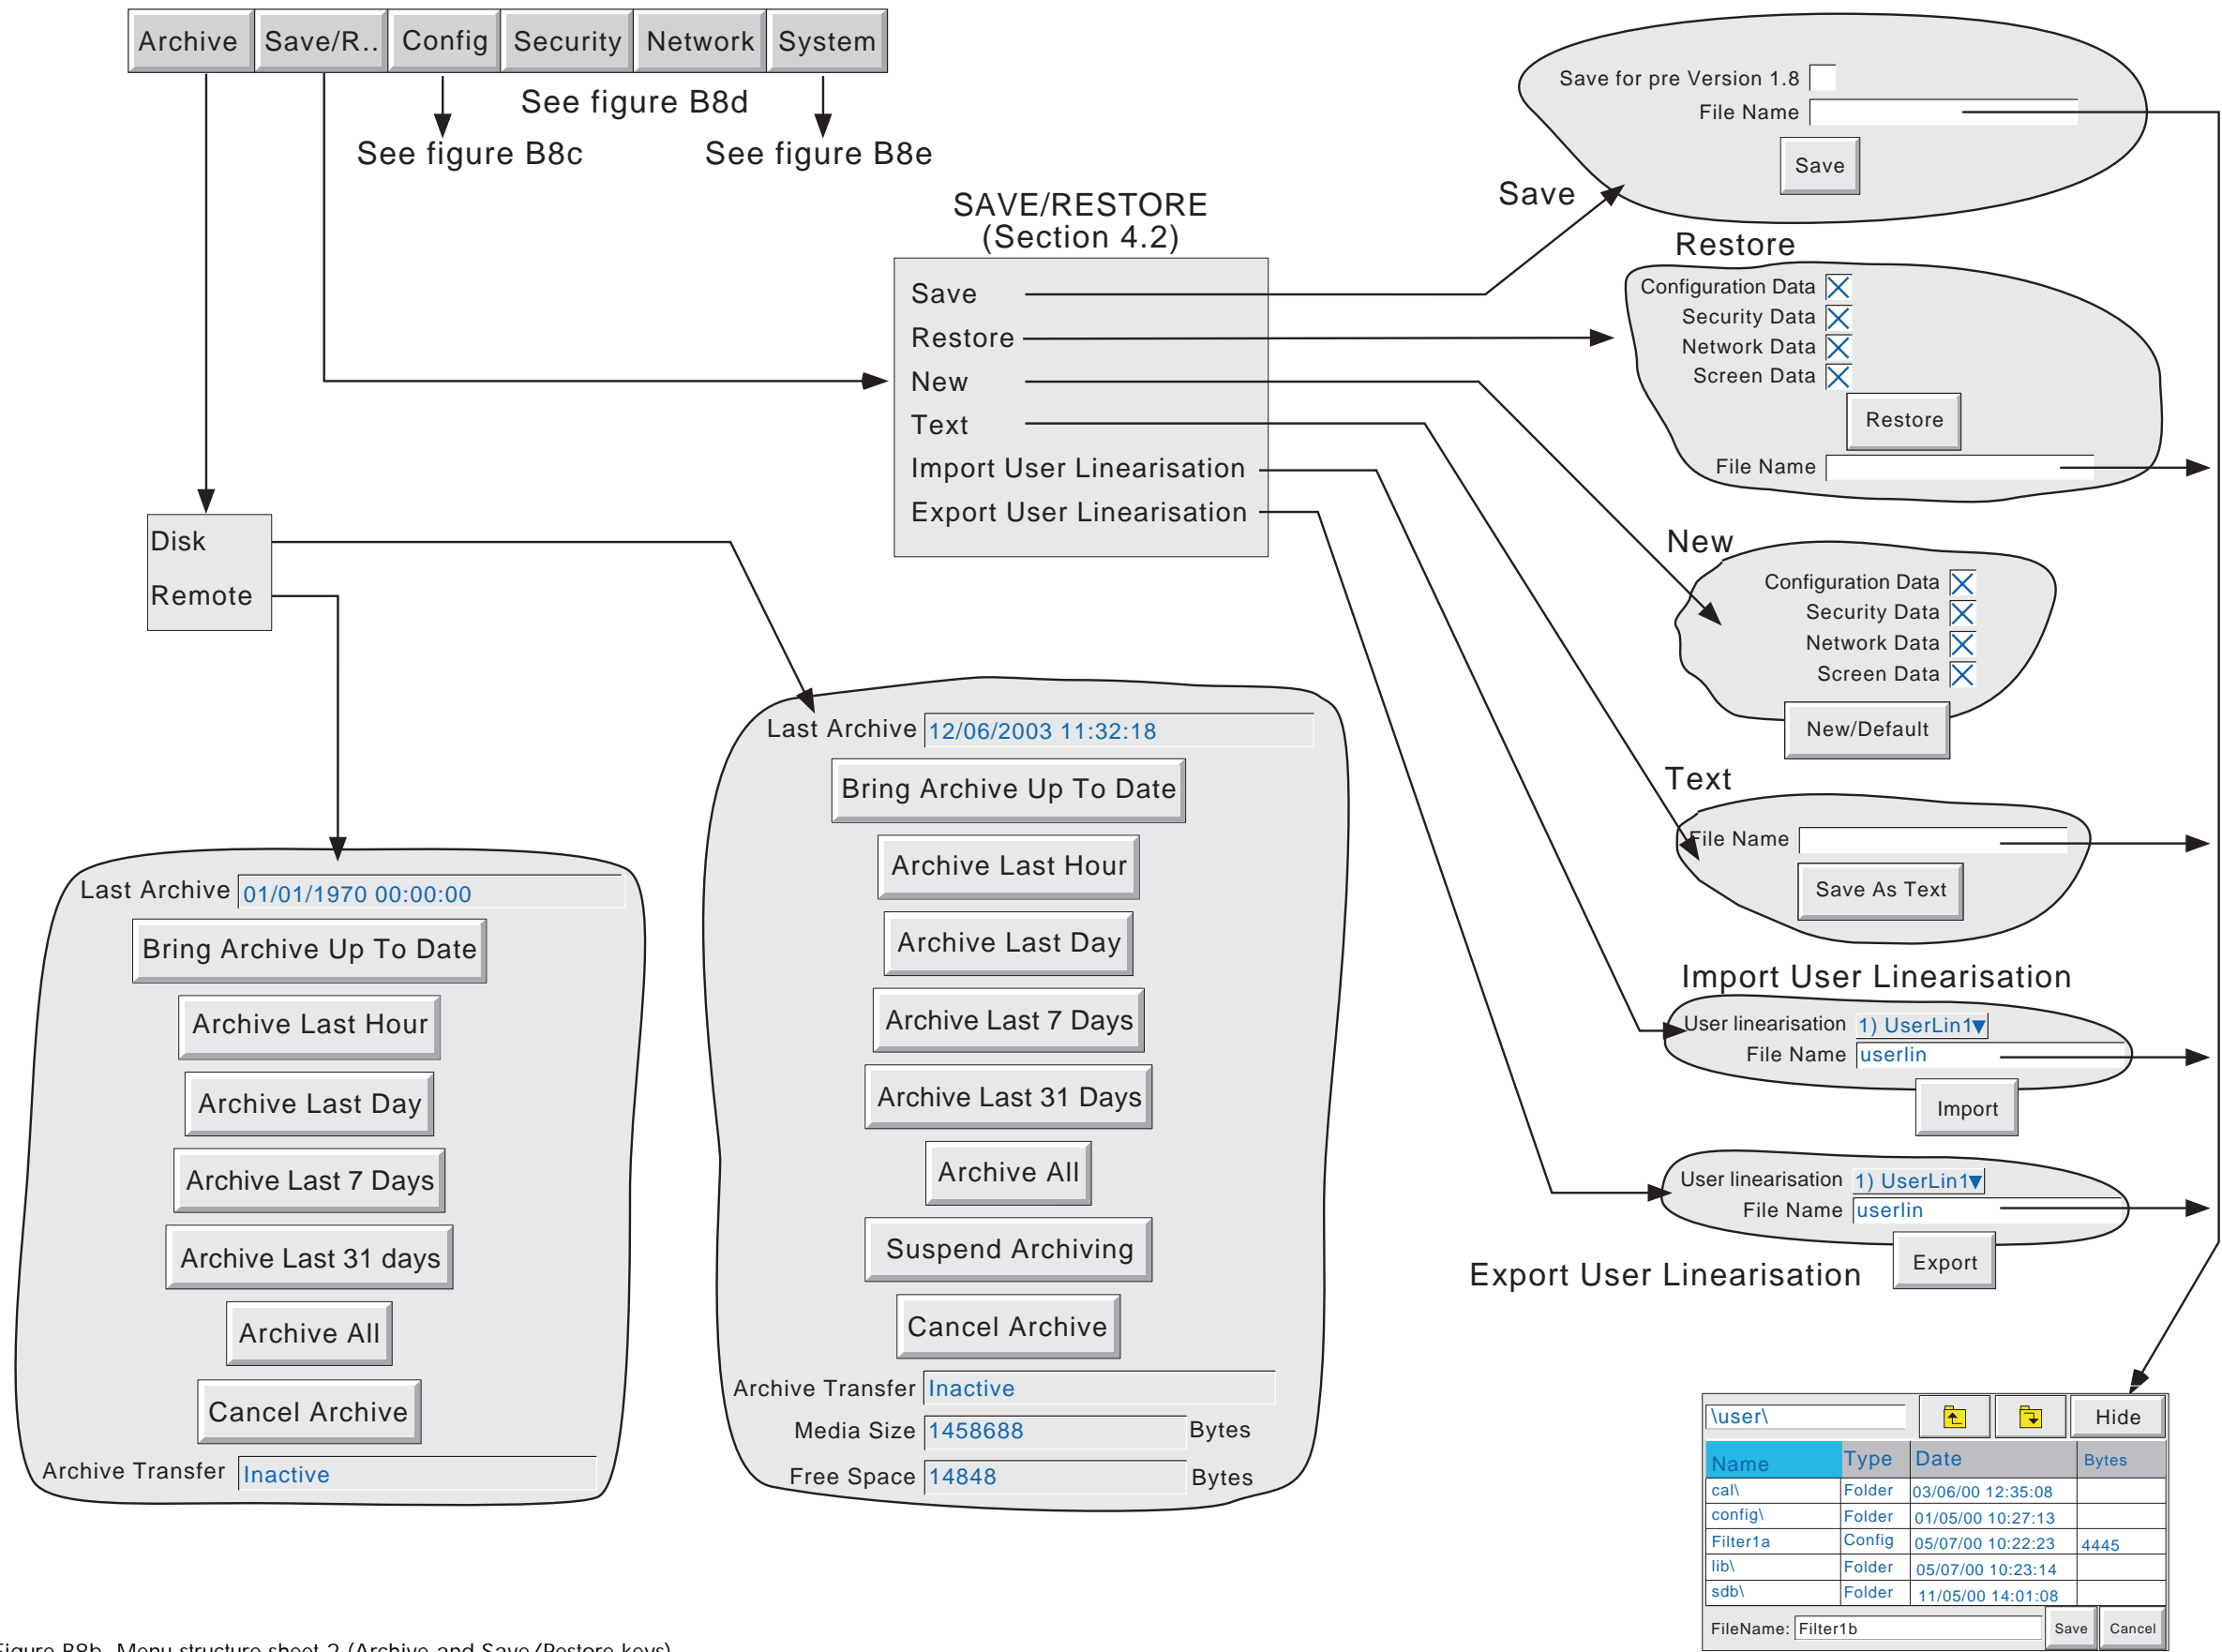 Archive Save/R.. Config Security Network System
See figure B8d
See figure B8c
See figure B8e
SAVE/RESTORE
(Section 4.2)
Save
Restore
New
Text
Import User Linearisation
Export User Linearisation
Disk
Remote
Last Archive 01/01/1970 00:00:00
Bring Archive Up To Date
Archive Last Hour
Archive Last Day
Archive Last 7 Days
Archive Last 31 days
Archive All
Cancel Archive
Archive Transfer Inactive
Last Archive 12/06/2003 11:32:18
Bring Archive Up To Date
Archive Last Hour
Archive Last Day
Archive Last 7 Days
Archive Last 31 Days
Archive All
Suspend Archiving
Cancel Archive
Archive Transfer Inactive
Media Size 1458688 Bytes
Free Space 14848 Bytes
Save
Save for pre Version 1.8
File Name
Save
Restore
Configuration Data
Security Data
Network Data
Screen Data
Restore
File Name
New
Configuration Data
Security Data
Network Data
Screen Data
New/Default
Text
File Name
Save As Text
Import User Linearisation
User linearisation 1) UserLin1▼
File Name userlin
Import
User linearisation 1) UserLin1▼
File Name userlin
Export
Export User Linearisation
\user\ Hide
Name Type Date Bytes
cal\ Folder 03/06/00 12:35:08
config\ Folder 01/05/00 10:27:13
Filter1a Config 05/07/00 10:22:23 4445
lib\ Folder 05/07/00 10:23:14
sdb\ Folder 11/05/00 14:01:08
FileName: Filter1b Save Cancel
Figure B8b Menu structure sheet 2 (Archive and Save/Restore keys)